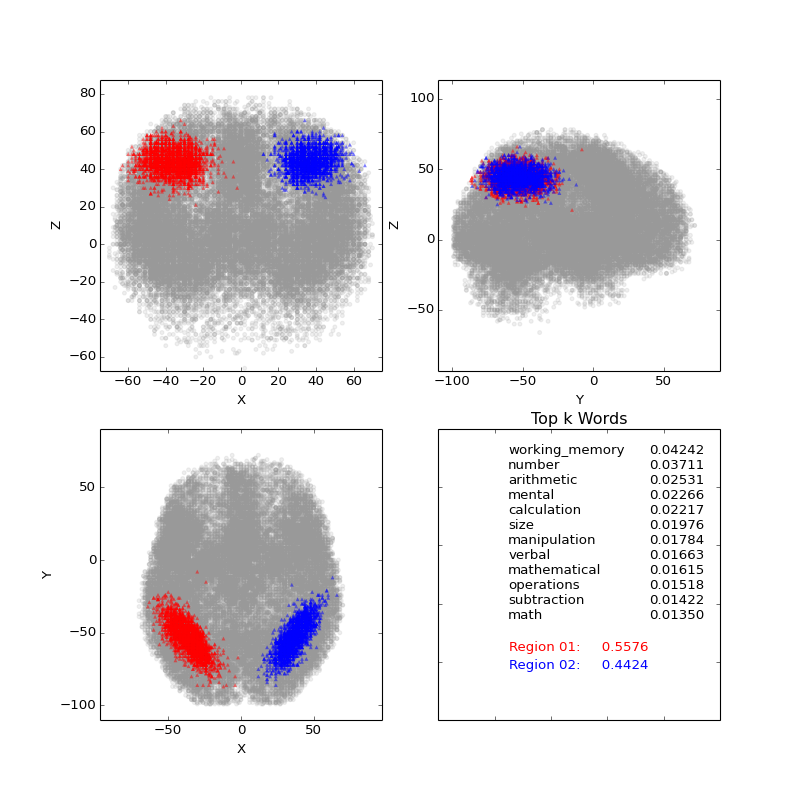 80
60
40
20
0
−20
−40
−60
Z
−60 −40 −20 0 20 40 60
X
100
50
0
−50
Z
−100 −50 0 50
Y
50
0
−50
−100
Y
−50 0 50
X
Top k Words
working_memory 0.04242
number 0.03711
arithmetic 0.02531
mental 0.02266
calculation 0.02217
size 0.01976
manipulation 0.01784
verbal 0.01663
mathematical 0.01615
operations 0.01518
subtraction 0.01422
math 0.01350
Region 01: 0.5576
Region 02: 0.4424